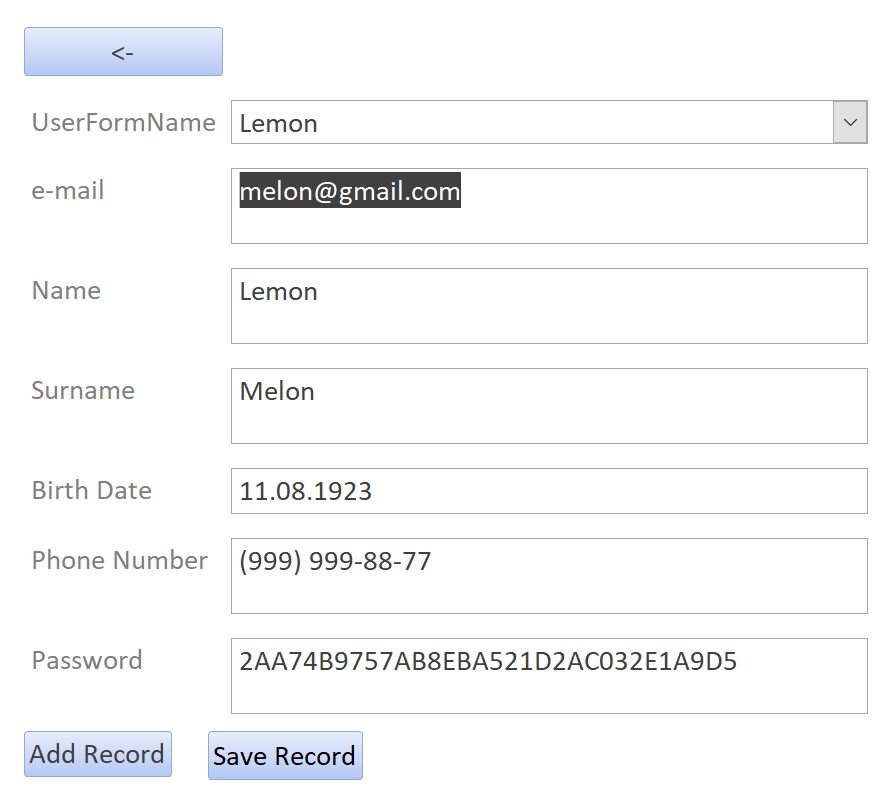 <-
UserFormName Lemon
e-mail melon@gmail.com
Name Lemon
Surname Melon
Birth Date 11.08.1923
Phone Number (999) 999-88-77
Password 2AA74B9757AB8EBA521D2AC032E1A9D5
Add Record Save Record